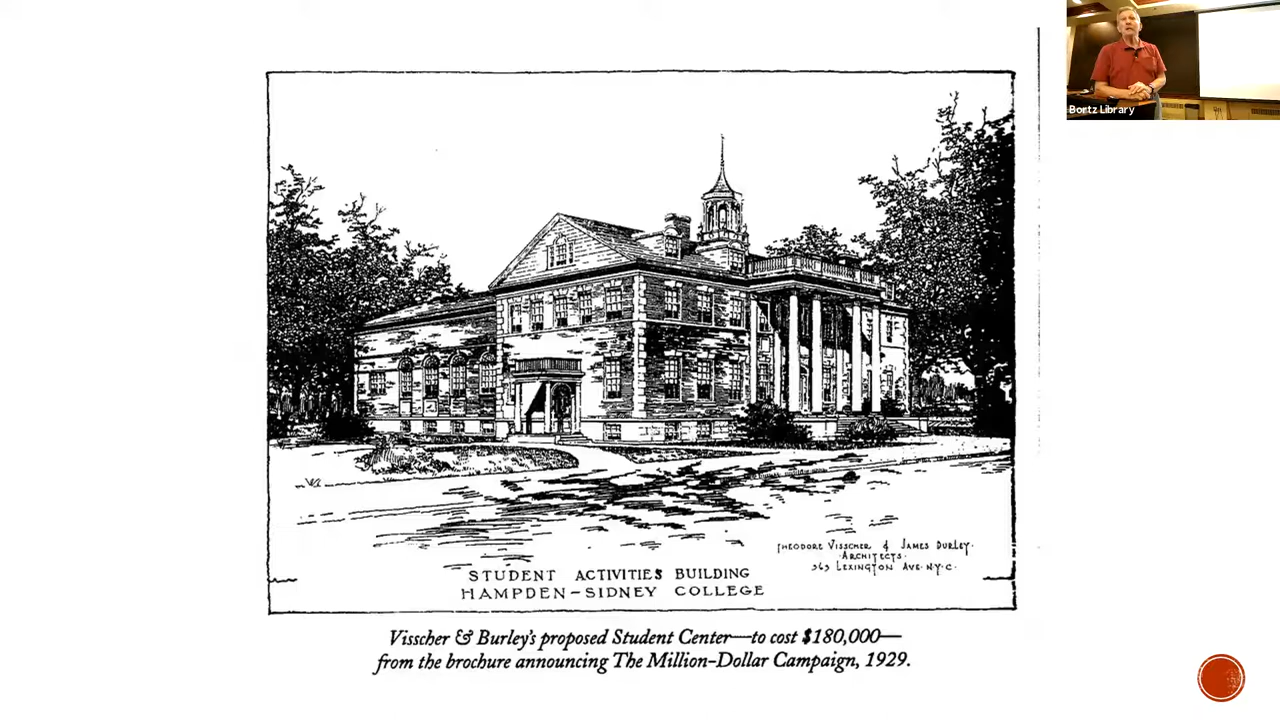 Bortz Library
THEODORE VISSCHER & JAMES BURLEY
ARCHITECTS.
363 LEXINGTON AVE. N.Y.C.
STUDENT ACTIVITIES BUILDING
HAMPDEN-SIDNEY COLLEGE
Visscher & Burley's proposed Student Center—to cost $180,000—
from the brochure announcing The Million-Dollar Campaign, 1929.